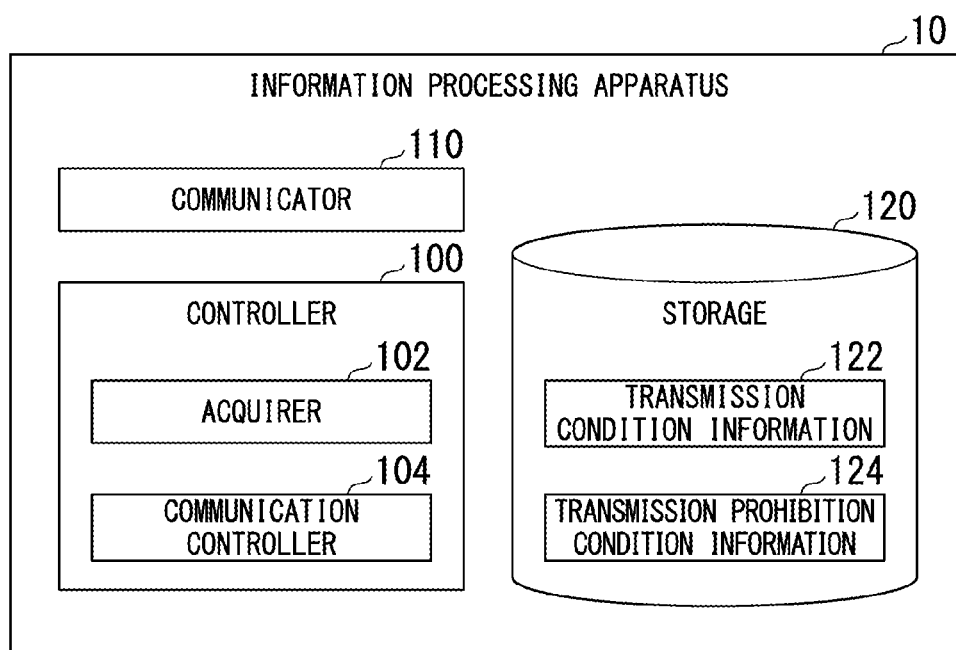 10
INFORMATION PROCESSING APPARATUS
110
COMMUNICATOR
100
CONTROLLER
102
ACQUIRER
104
COMMUNICATION
CONTROLLER
120
STORAGE
122
TRANSMISSION
CONDITION INFORMATION
124
TRANSMISSION PROHIBITION
CONDITION INFORMATION